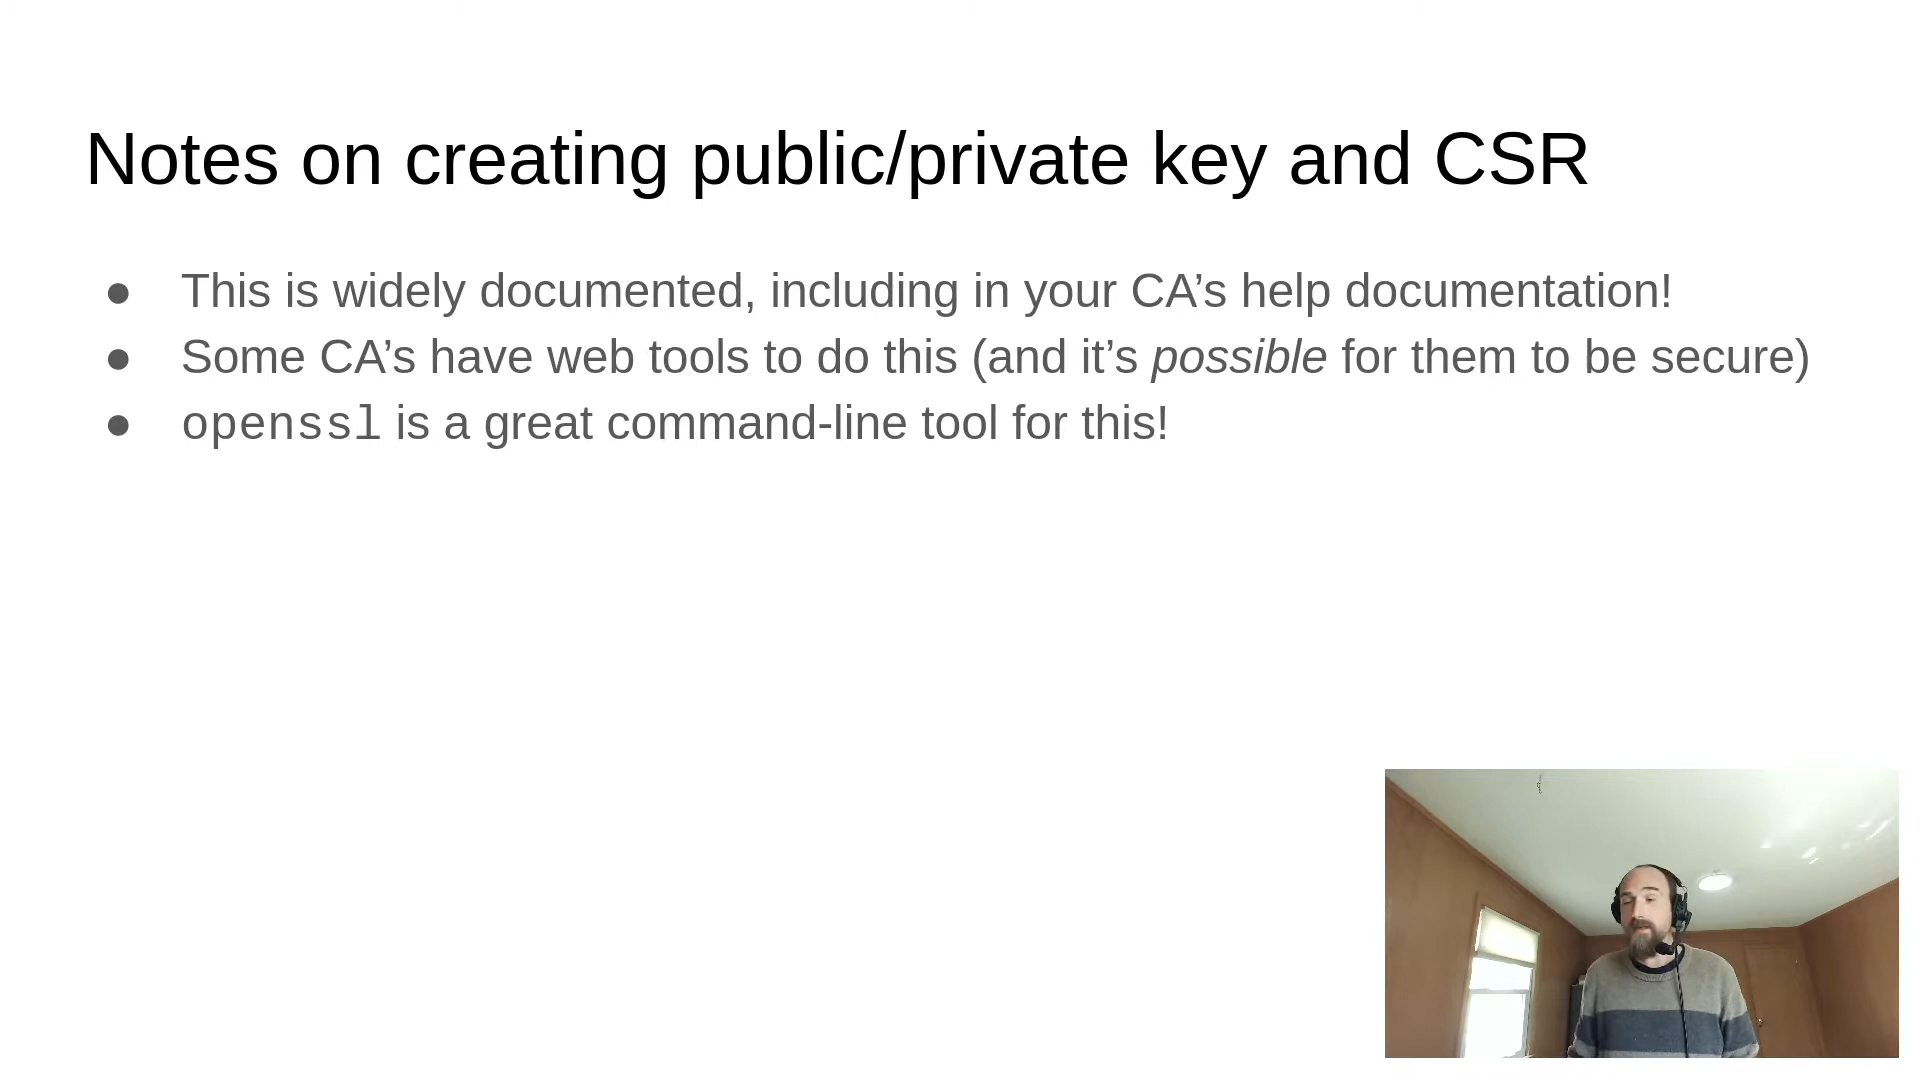 Notes on creating public/private key and CSR
● This is widely documented, including in your CA’s help documentation!
● Some CA’s have web tools to do this (and it’s possible for them to be secure)
● openssl is a great command-line tool for this!